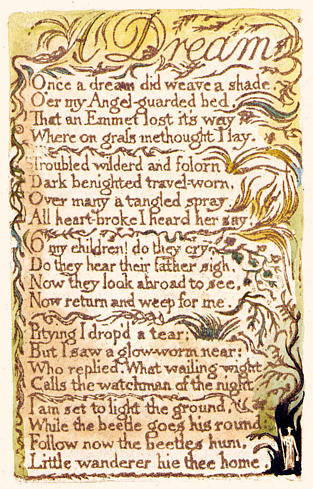 A Dream
Once a dream did weave a shade,
Oer my Angel-guarded bed,
That an Emmet lost its way
Where on grass methought I lay.
Troubled wilderd and folorn
Dark benighted travel-worn,
Over many a tangled spray
All heart-broke I heard her say.
O my children! do they cry,
Do they hear their father sigh.
Now they look abroad to see,
Now return and weep for me.
Pitying I dropd a tear;
But I saw a glow-worm near:
Who replied. What wailing wight
Calls the watchman of the night.
I am set to light the ground,
While the beetle goes his round:
Follow now the beetles hum,
Little wanderer hie thee home.